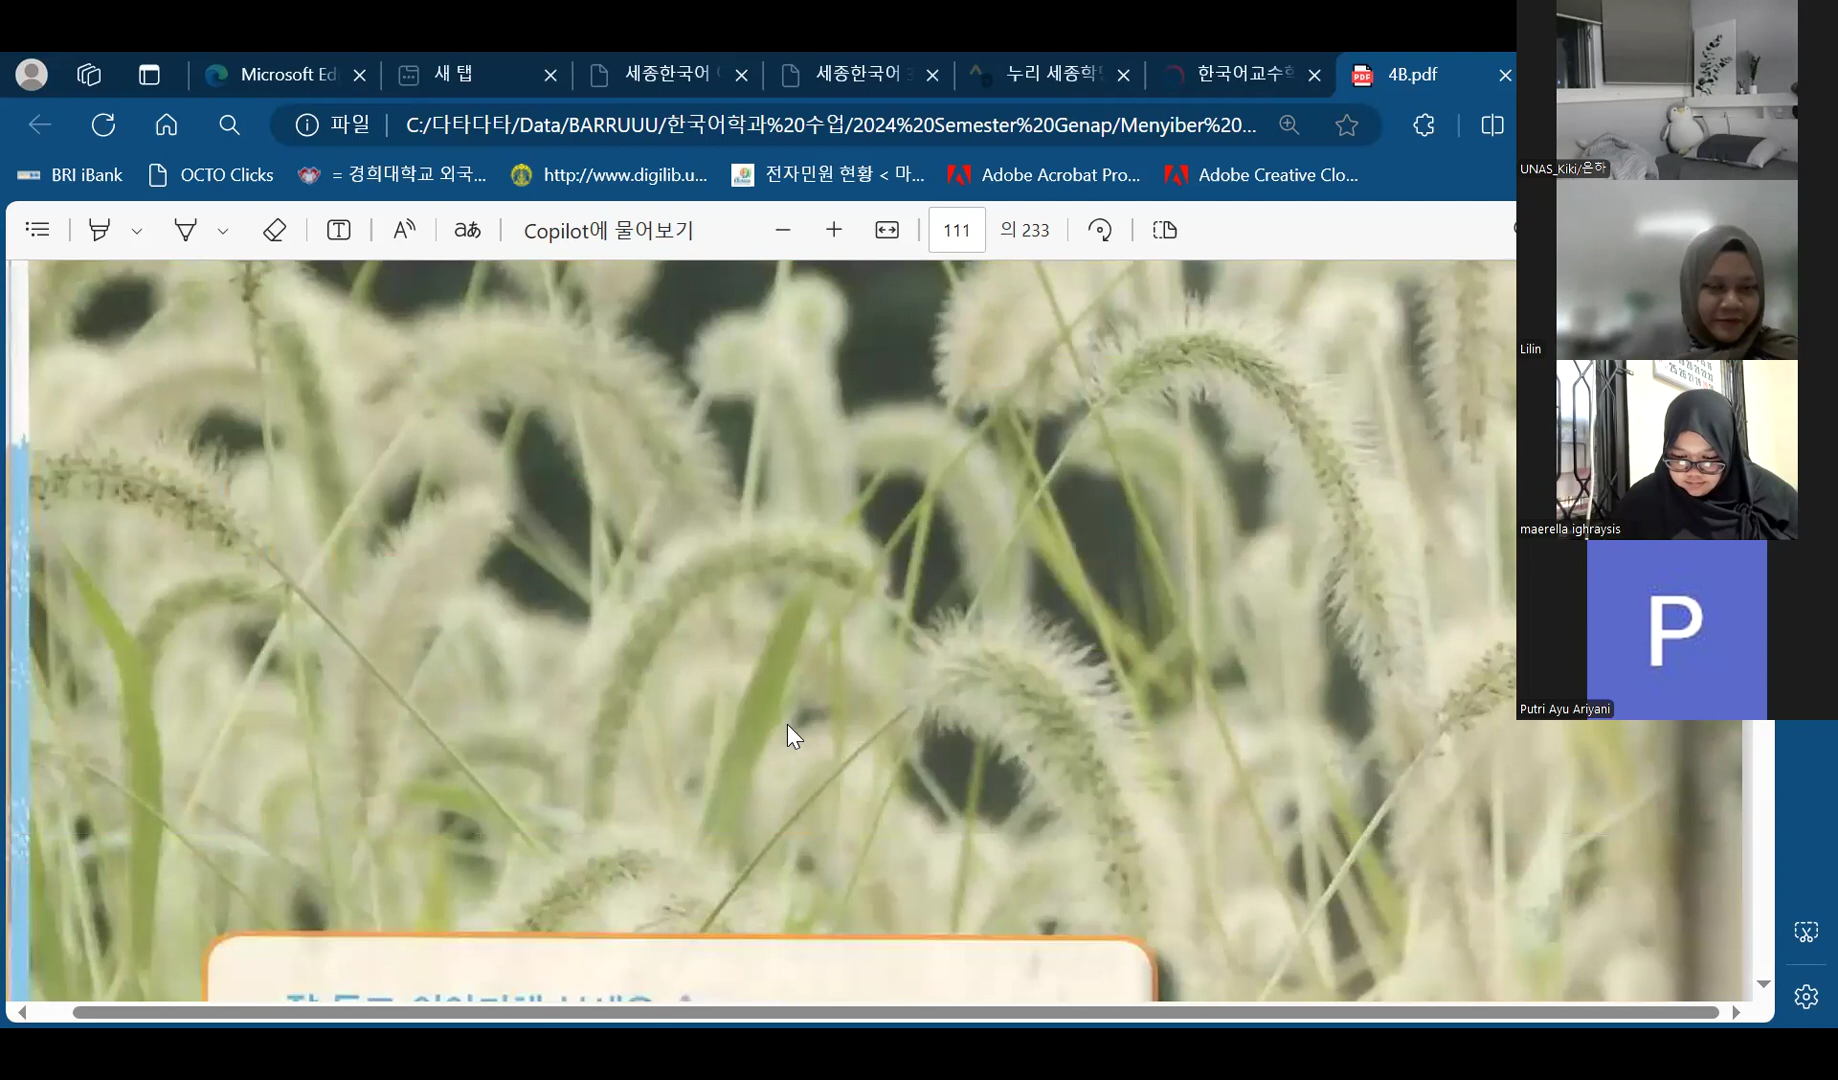 Microsoft Ed
새 탭
세종한국어
세종한국어
누리 세종학
한국어교수
4B.pdf
파일
C:/다타다타/Data/BARRUUU/한국어학과%20수업/2024%20Semester%20Genap/Menyiber%20...
BRI iBank
OCTO Clicks
= 경희대학교 외국...
http://www.digilib.u...
전자민원 현황 < 마...
Adobe Acrobat Pro...
Adobe Creative Clo...
Copilot에 물어보기
111
의 233
UNAS_Kiki/은하
Lilin
maerella ighraysis
P
Putri Ayu Ariyani